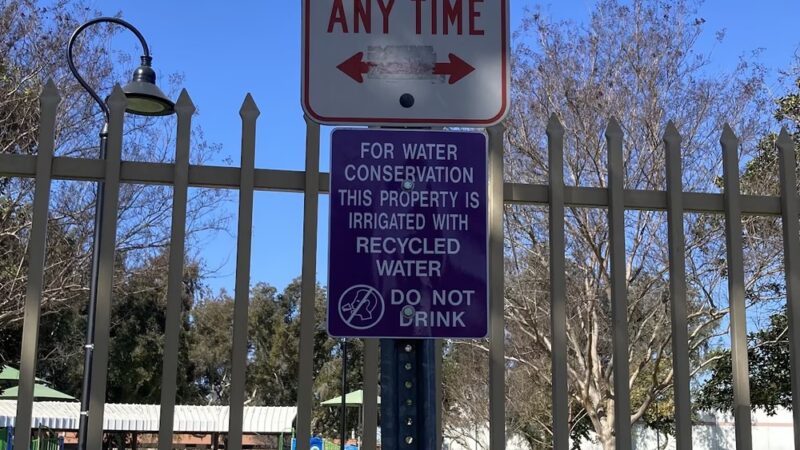 ANY TIME
FOR WATER
CONSERVATION
THIS PROPERTY IS
IRRIGATED WITH
RECYCLED
WATER
DO NOT
DRINK